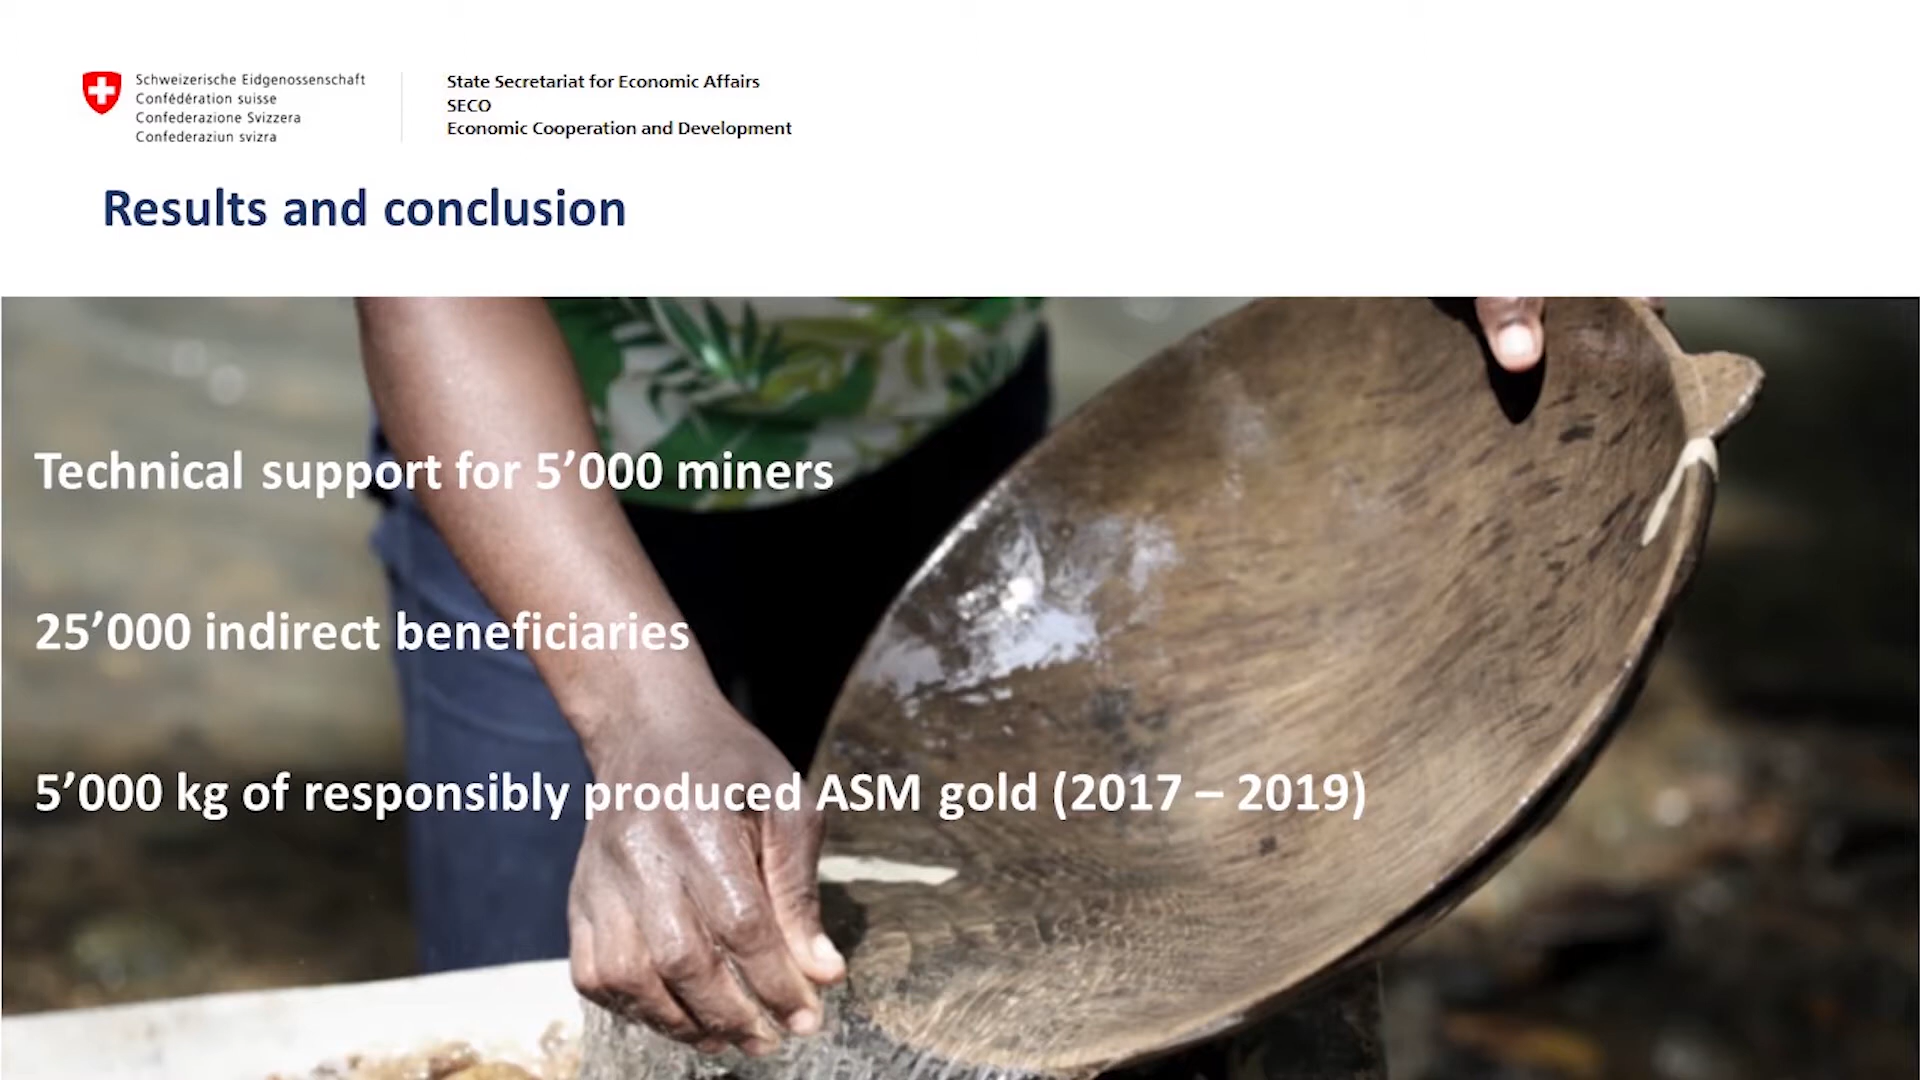 Schweizerische Eidgenossenschaft
Confédération suisse
Confederazione Svizzera
Confederaziun svizra
State Secretariat for Economic Affairs
SECO
Economic Cooperation and Development
Results and conclusion
Technical support for 5’000 miners
25’000 indirect beneficiaries
5’000 kg of responsibly produced ASM gold (2017 – 2019)